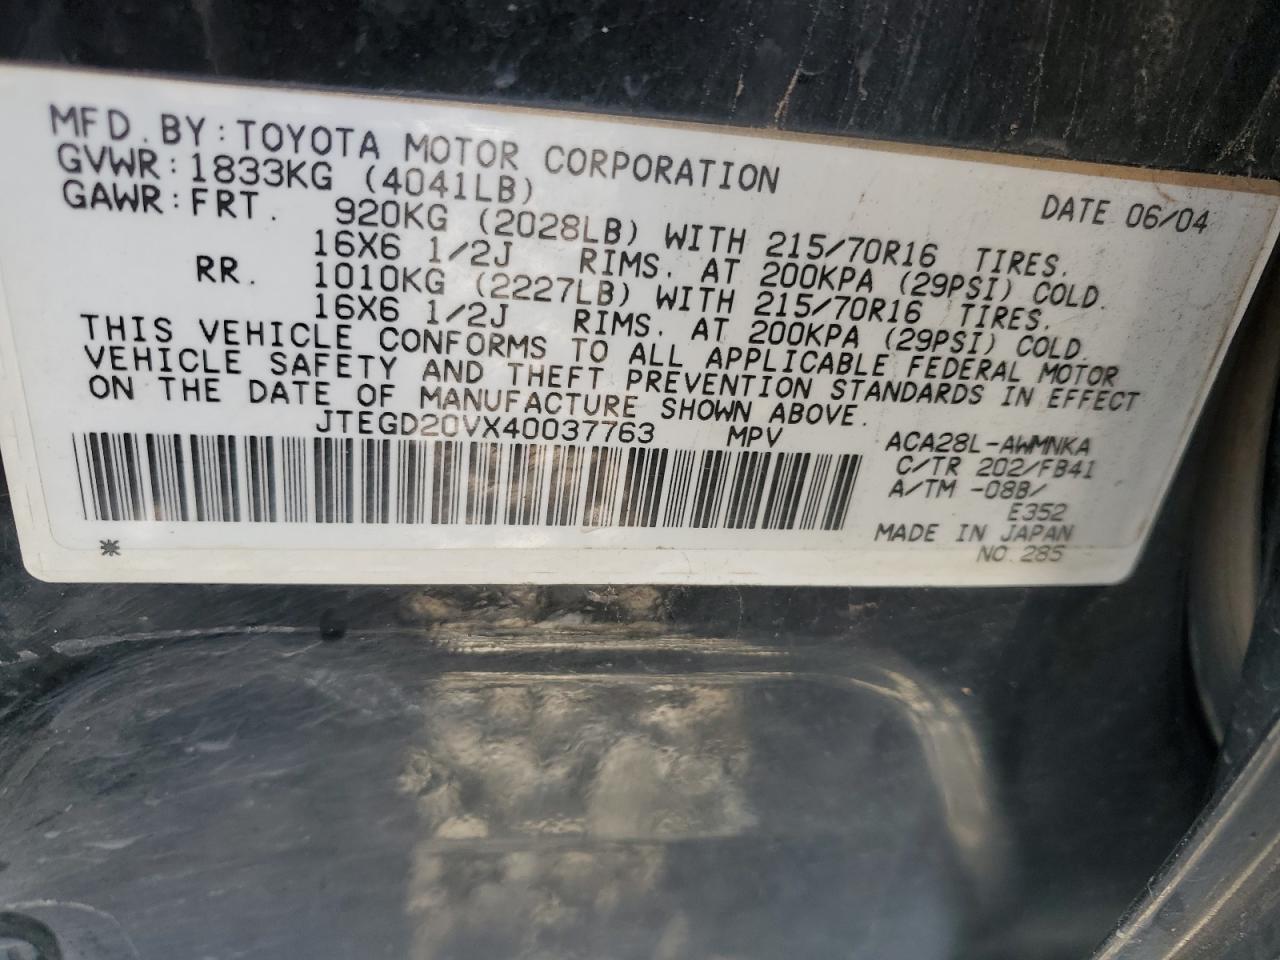 MFD.BY:TOYOTA MOTOR CORPORATION
DATE 06/04
GVWR:1833KG (4041LB)
GAWR:FRT. 920KG (2028LB) WITH 215/70R16 TIRES.
16X6 1/2J RIMS. AT 200KPA (29PSI) COLD.
RR. 1010KG (2227LB) WITH 215/70R16 TIRES.
16X6 1/2J RIMS. AT 200KPA (29PSI) COLD.
THIS VEHICLE CONFORMS TO ALL APPLICABLE FEDERAL MOTOR
VEHICLE SAFETY AND THEFT PREVENTION STANDARDS IN EFFECT
ON THE DATE OF MANUFACTURE SHOWN ABOVE.
JTEGD20VX40037763 MPV
ACA28L-AWMNKA
C/TR 202/FB41
A/TM -08B/
E352
MADE IN JAPAN
NO.285